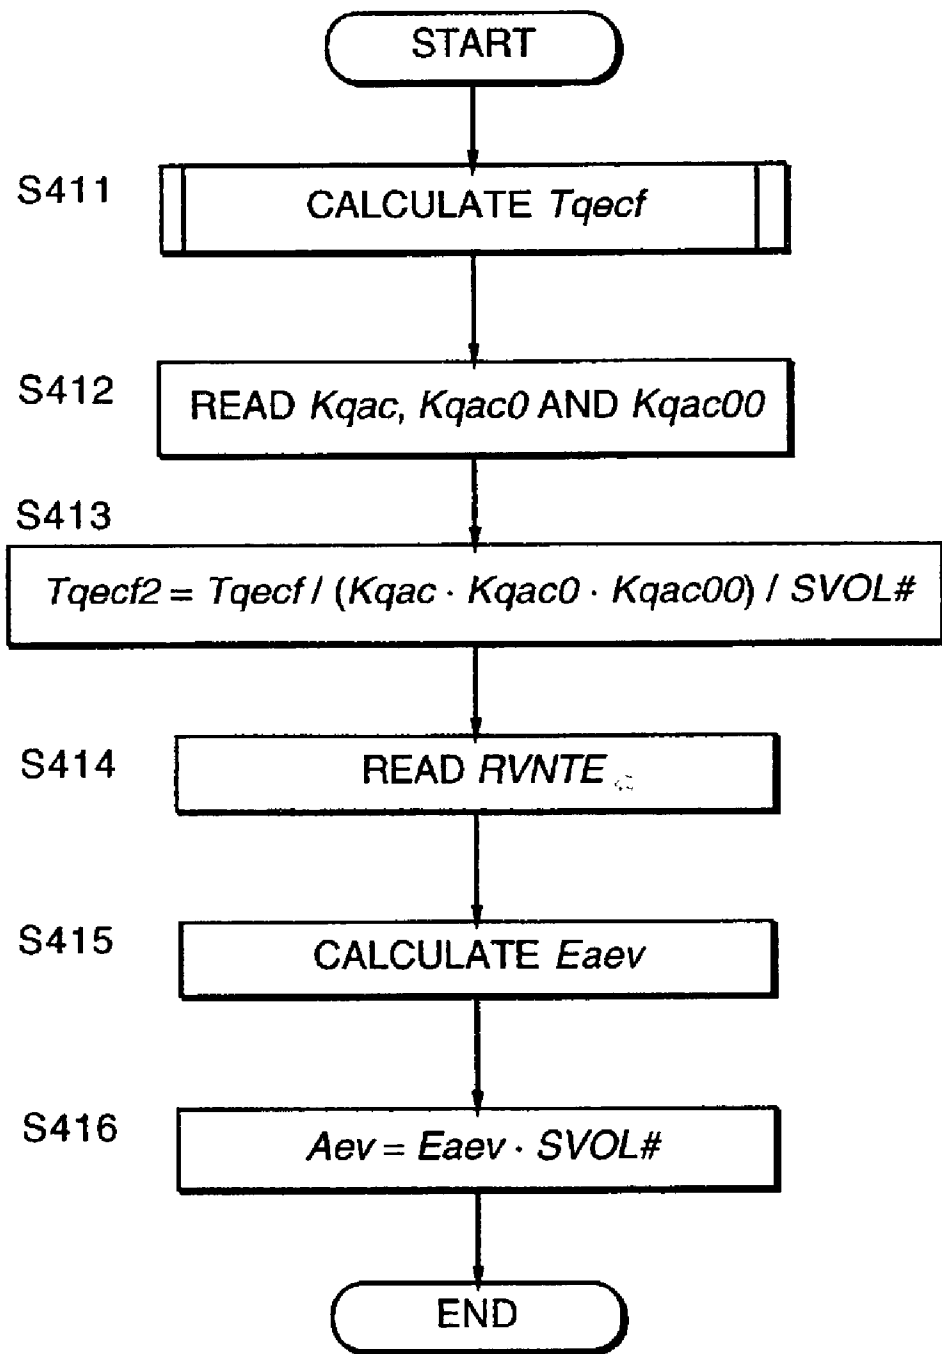 START
S411
CALCULATE Tqecf
S412
READ Kqac, Kqac0 AND Kqac00
S413
Tqecf2 = Tqecf / (Kqac · Kqac0 · Kqac00) / SVOL#
S414
READ RVNTE
S415
CALCULATE Eaev
S416
Aev = Eaev · SVOL#
END